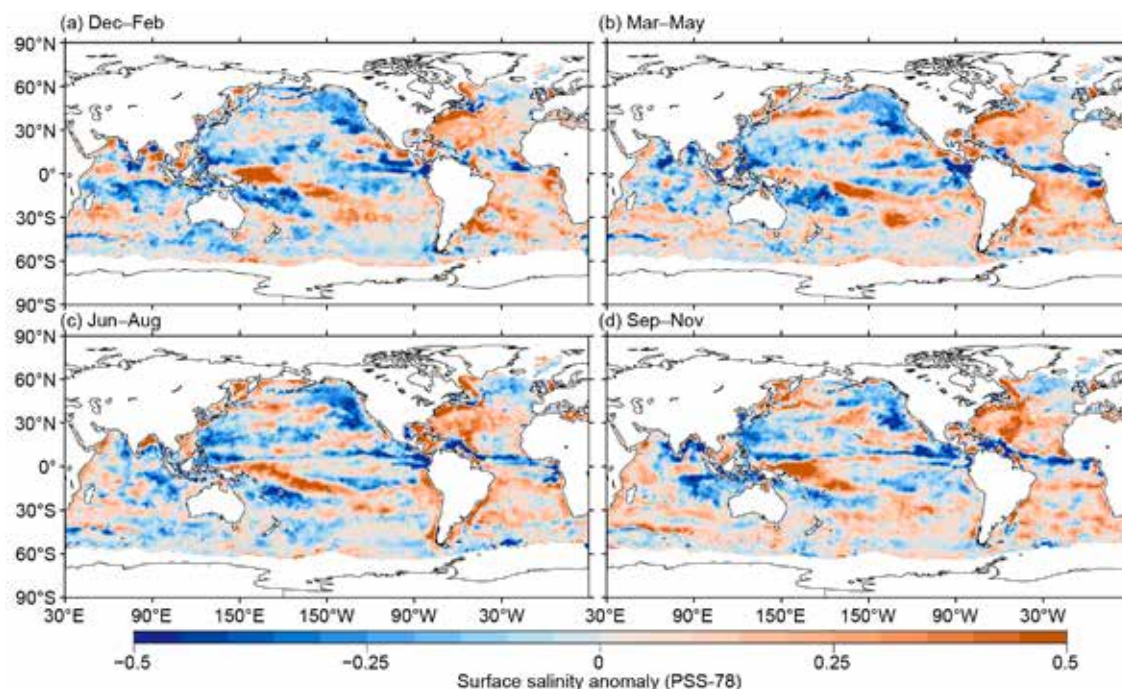 (a) Dec–Feb (b) Mar–May
90°N
60°N
30°N
0°
30°S
60°S
90°S
(c) Jun–Aug (d) Sep–Nov
90°N
60°N
30°N
0°
30°S
60°S
90°S
30°E 90°E 150°E 150°W 90°W 30°W 90°E 150°E 150°W 90°W 30°W
−0.5 −0.25 0 0.25 0.5
Surface salinity anomaly (PSS-78)